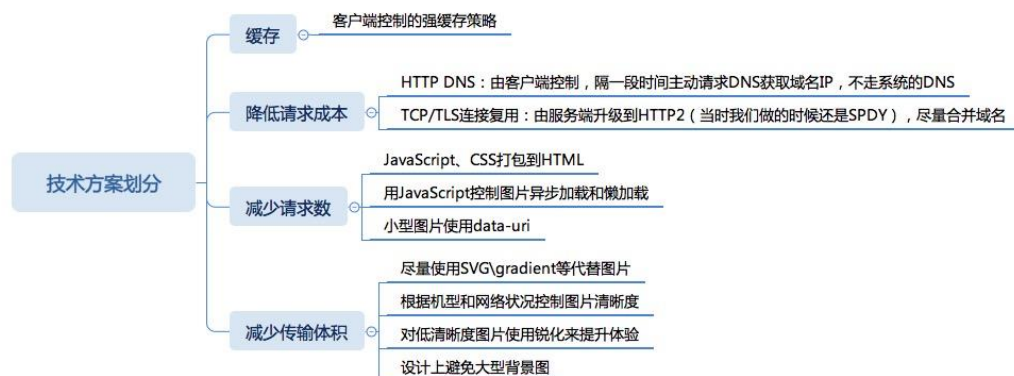 技术方案划分
缓存
客户端控制的强缓存策略
降低请求成本
HTTP DNS：由客户端控制，隔一段时间主动请求DNS获取域名IP，不走系统的DNS
TCP/TLS连接复用：由服务端升级到HTTP2（当时我们做的时候还是SPDY），尽量合并域名
减少请求数
JavaScript、CSS打包到HTML
用JavaScript控制图片异步加载和懒加载
小型图片使用data-uri
减少传输体积
尽量使用SVG\gradient等代替图片
根据机型和网络状况控制图片清晰度
对低清晰度图片使用锐化来提升体验
设计上避免大型背景图